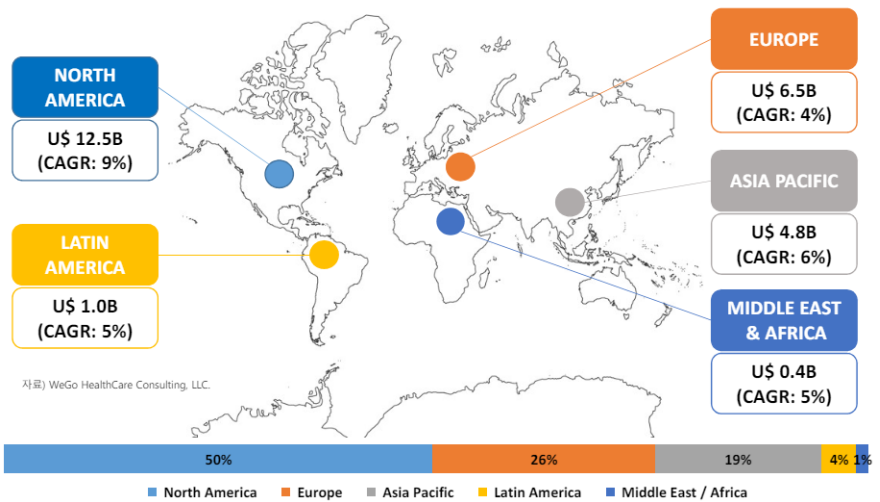 NORTH
AMERICA
U$ 12.5B
(CAGR: 9%)
EUROPE
U$ 6.5B
(CAGR: 4%)
ASIA PACIFIC
U$ 4.8B
(CAGR: 6%)
LATIN
AMERICA
U$ 1.0B
(CAGR: 5%)
MIDDLE EAST
& AFRICA
U$ 0.4B
(CAGR: 5%)
자료) WeGo HealthCare Consulting, LLC.
50% 26% 19% 4% 1%
North America Europe Asia Pacific Latin America Middle East / Africa